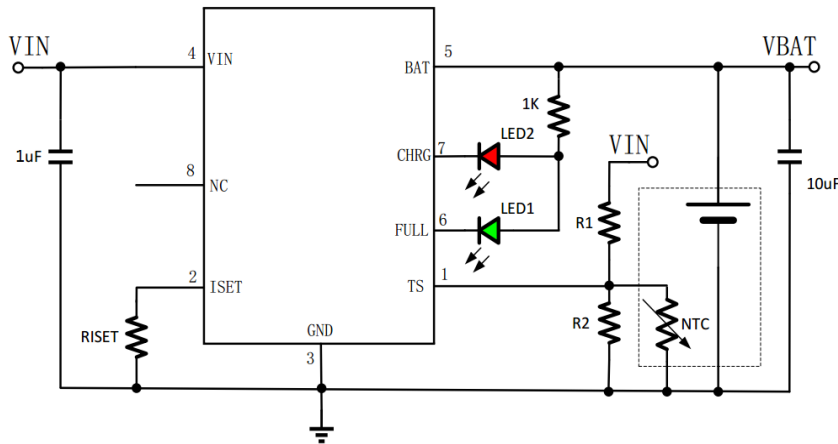 VIN
4
VIN
5
BAT
VBAT
1K
LED2
7
CHRG
VIN
1uF
8
NC
10uF
LED1
6
FULL
R1
2
ISET
1
TS
R2
NTC
RISET
GND
3